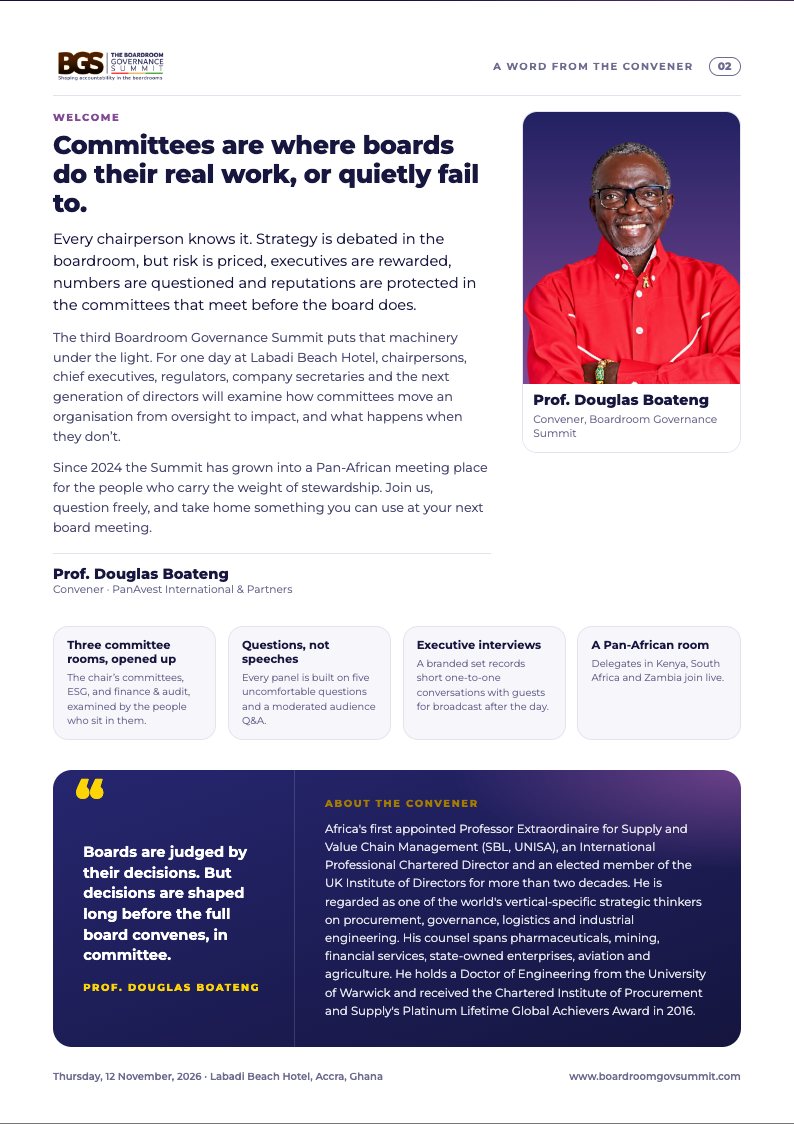 BGS
THE BOARDROOM
GOVERNANCE
SUMMIT
Shaping accountability in the boardrooms
A WORD FROM THE CONVENER
02
WELCOME
Committees are where boards
do their real work, or quietly fail
to.
Every chairperson knows it. Strategy is debated in the
boardroom, but risk is priced, executives are rewarded,
numbers are questioned and reputations are protected in
the committees that meet before the board does.
The third Boardroom Governance Summit puts that machinery
under the light. For one day at Labadi Beach Hotel, chairpersons,
chief executives, regulators, company secretaries and the next
generation of directors will examine how committees move an
organisation from oversight to impact, and what happens when
they don't.
Since 2024 the Summit has grown into a Pan-African meeting place
for the people who carry the weight of stewardship. Join us,
question freely, and take home something you can use at your next
board meeting.
Prof. Douglas Boateng
Convener · PanAvest International & Partners
Prof. Douglas Boateng
Convener, Boardroom Governance
Summit
Three committee
rooms, opened up
The chair's committees,
ESG, and finance & audit,
examined by the people
who sit in them.
Questions, not
speeches
Every panel is built on five
uncomfortable questions
and a moderated audience
Q&A.
Executive interviews
A branded set records
short one-to-one
conversations with guests
for broadcast after the day.
A Pan-African room
Delegates in Kenya, South
Africa and Zambia join live.
“
Boards are judged by
their decisions. But
decisions are shaped
long before the full
board convenes, in
committee.
PROF. DOUGLAS BOATENG
ABOUT THE CONVENER
Africa's first appointed Professor Extraordinaire for Supply and
Value Chain Management (SBL, UNISA), an International
Professional Chartered Director and an elected member of the
UK Institute of Directors for more than two decades. He is
regarded as one of the world's vertical-specific strategic thinkers
on procurement, governance, logistics and industrial
engineering. His counsel spans pharmaceuticals, mining,
financial services, state-owned enterprises, aviation and
agriculture. He holds a Doctor of Engineering from the University
of Warwick and received the Chartered Institute of Procurement
and Supply's Platinum Lifetime Global Achievers Award in 2016.
Thursday, 12 November, 2026 · Labadi Beach Hotel, Accra, Ghana
www.boardroomgovsummit.com